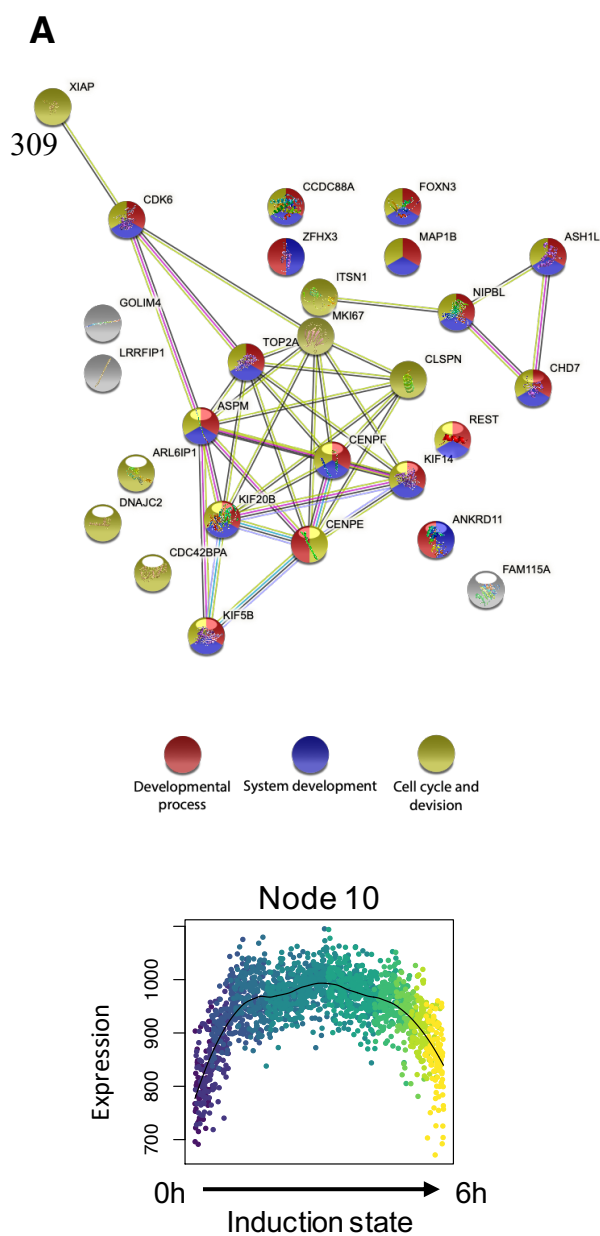 A
XIAP
309
CDK6
CCDC88A
FOXN3
ZFHX3
MAP1B
ASH1L
ITSN1
NIPBL
GOLIM4
MKI67
TOP2A
LRRFIP1
CLSPN
CHD7
ASPM
REST
CENPF
ARL6IP1
KIF14
KIF20B
DNAJC2
CENPE
ANKRD11
CDC42BPA
FAM115A
KIF5B
Developmental
process
System development
Cell cycle and
devision
Node 10
Expression
1000
900
800
700
0h
6h
Induction state